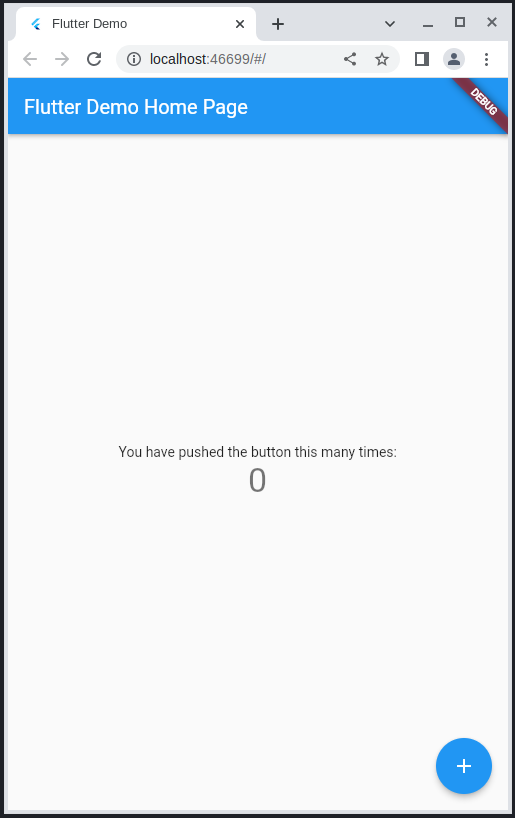 Flutter Demo
localhost:46699/#/
Flutter Demo Home Page
DEBUG
You have pushed the button this many times:
0